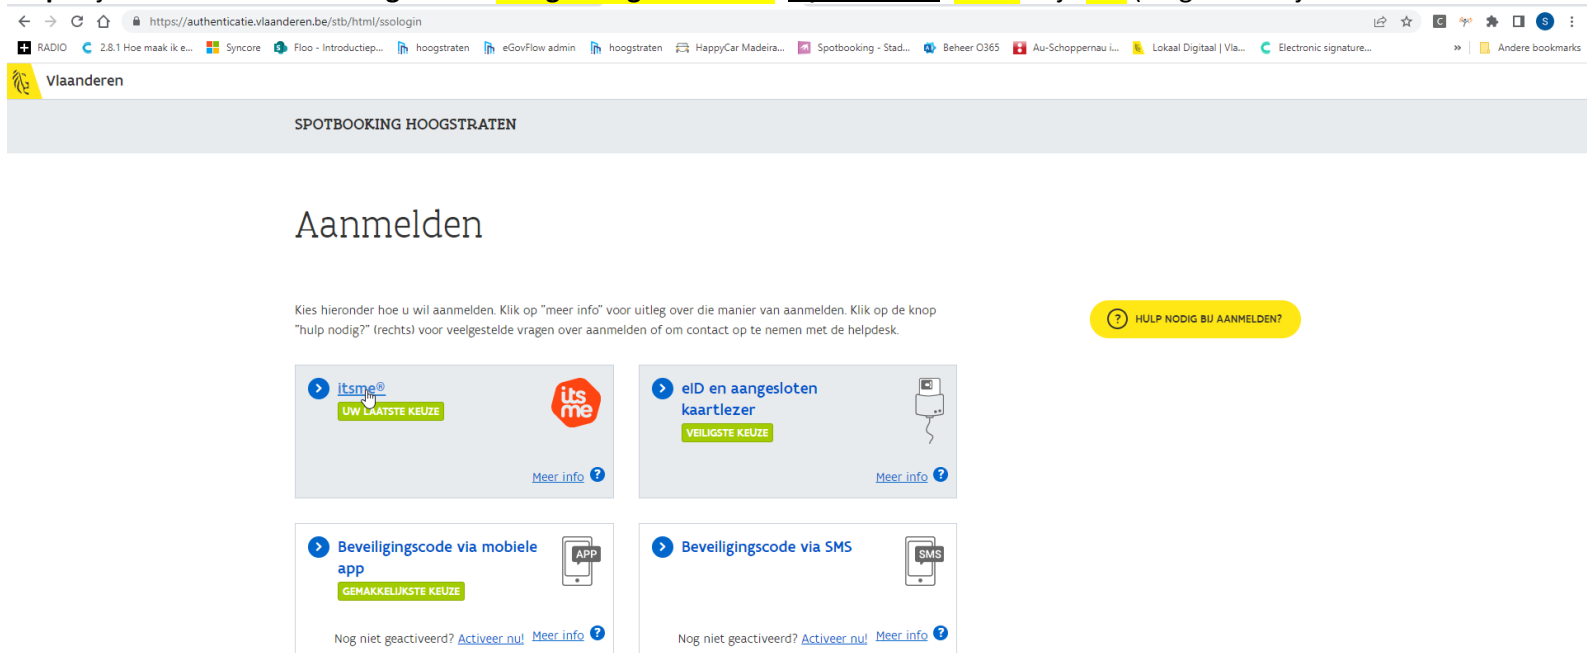 https://authenticatie.vlaanderen.be/stb/html/ssologin
RADIO 2.8.1 Hoe maak ik e... Syncore Floo - Introductiep... hoogstraten eGovFlow admin hoogstraten HappyCar Madeira... Spotbooking - Stad... Beheer O365 Au-Schoppernau i... Lokaal Digitaal | Vla... Electronic signature... » Andere bookmarks
Vlaanderen
SPOTBOOKING HOOGSTRATEN
Aanmelden
Kies hieronder hoe u wil aanmelden. Klik op "meer info" voor uitleg over die manier van aanmelden. Klik op de knop
"hulp nodig?" (rechts) voor veelgestelde vragen over aanmelden of om contact op te nemen met de helpdesk.
HULP NODIG BIJ AANMELDEN?
itsme®
UW LAATSTE KEUZE
its
me
Meer info
eID en aangesloten
kaartlezer
VEILIGSTE KEUZE
Meer info
Beveiligingscode via mobiele
app
GEMAKKELIJKSTE KEUZE
APP
Nog niet geactiveerd? Activeer nu! Meer info
Beveiligingscode via SMS
SMS
Nog niet geactiveerd? Activeer nu! Meer info